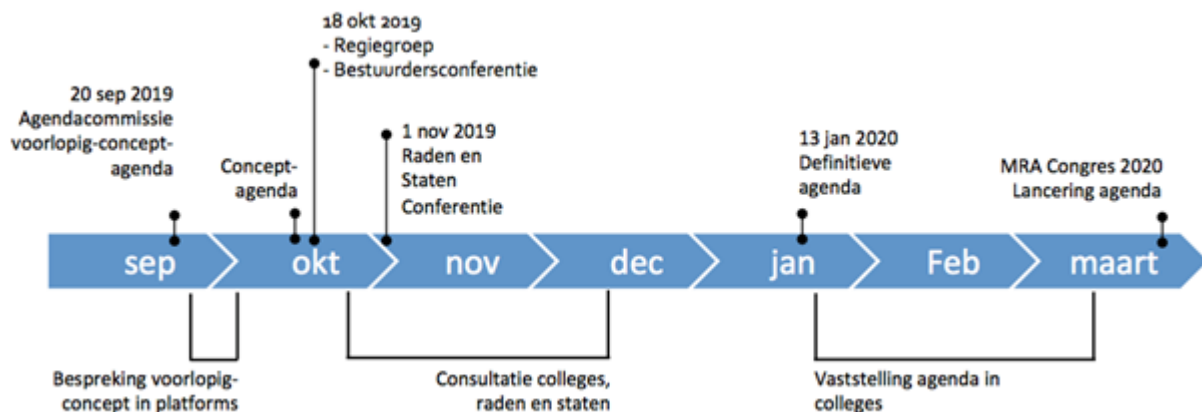 18 okt 2019
- Regiegroep
- Bestuurdersconferentie
20 sep 2019
Agendacommissie
voorlopig-concept-
agenda
Concept-
agenda
1 nov 2019
Raden en
Staten
Conferentie
13 jan 2020
Definitieve
agenda
MRA Congres 2020
Lancering agenda
sep
okt
nov
dec
jan
Feb
maart
Bespreking voorlopig-
concept in platforms
Consultatie colleges,
raden en staten
Vaststelling agenda in
colleges